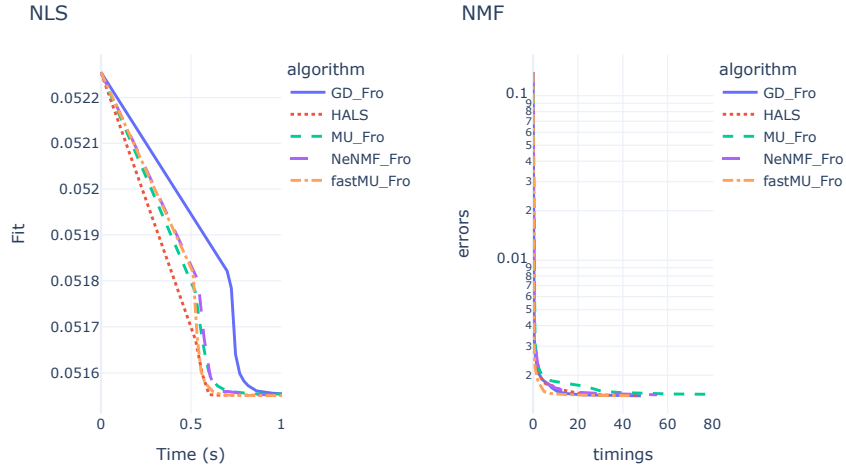 NLS
0.0522
0.0521
0.052
0.0519
0.0518
0.0517
0.0516
Fit
0
0.5
1
Time (s)
algorithm
GD_Fro
HALS
MU_Fro
NeNMF_Fro
fastMU_Fro
NMF
0.1
9
8
7
6
5
4
3
2
0.01
9
8
7
6
5
4
3
2
errors
0
20
40
60
80
timings
algorithm
GD_Fro
HALS
MU_Fro
NeNMF_Fro
fastMU_Fro